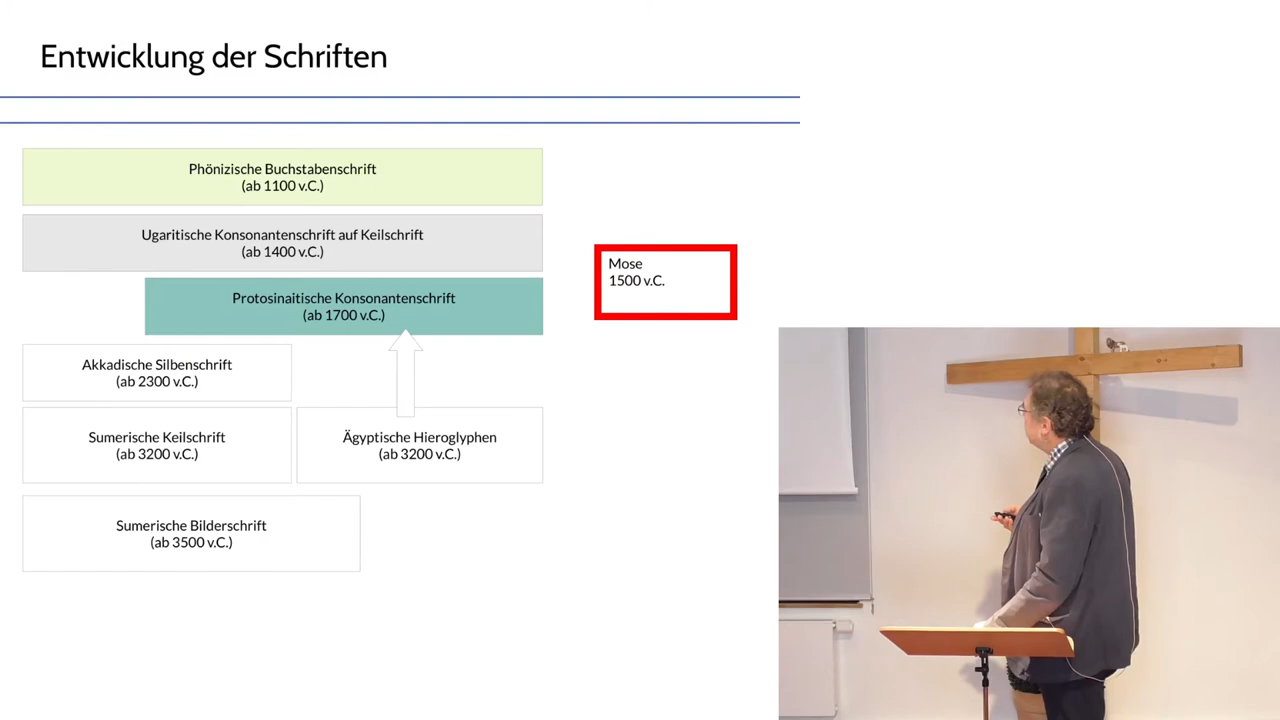 Entwicklung der Schriften
Phönizische Buchstabenschrift
(ab 1100 v.C.)
Ugaritische Konsonantenschrift auf Keilschrift
(ab 1400 v.C.)
Mose
1500 v.C.
Protosinaitische Konsonantenschrift
(ab 1700 v.C.)
Akkadische Silbenschrift
(ab 2300 v.C.)
Sumerische Keilschrift
(ab 3200 v.C.)
Ägyptische Hieroglyphen
(ab 3200 v.C.)
Sumerische Bilderschrift
(ab 3500 v.C.)